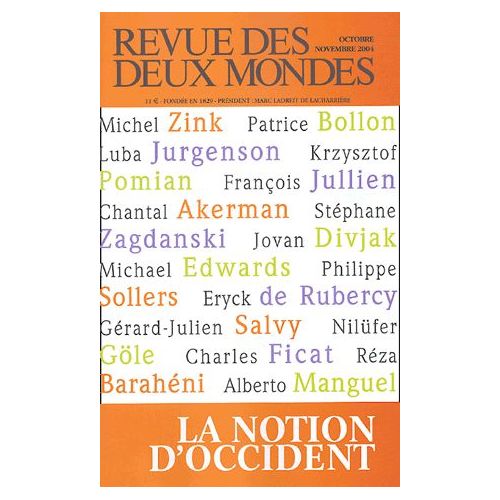 REVUE DES
DEUX MONDES
OCTOBRE
NOVEMBRE 2004
11 € - FONDÉE EN 1829 - PRÉSIDENT : MARC LADREIT DE LACHARRIÈRE
Michel Zink Patrice Bollon
Luba Jurgenson Krzysztof
Pomian François Jullien
Chantal Akerman Stéphane
Zagdanski Jovan Divjak
Michael Edwards Philippe
Sollers Eryck de Rubercy
Gérard-Julien Salvy Nilüfer
Göle Charles Ficat Réza
Barahéni Alberto Manguel
LA NOTION
D'OCCIDENT